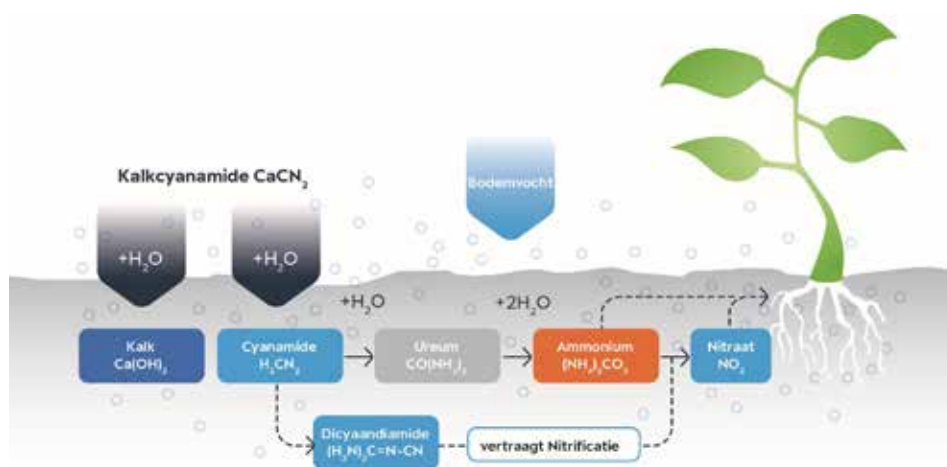 Kalkcyanamide CaCN₂
Bodemvocht
+H₂O
+H₂O
+H₂O
+2H₂O
Kalk
Ca(OH)₂
Cyanamide
H₂CN₂
Ureum
CO(NH₂)₂
Ammonium
(NH₄)₂CO₃
Nitraat
NO₃
Dicyaandiamide
(H₂N)₂C=N-CN
vertraagt Nitrificatie